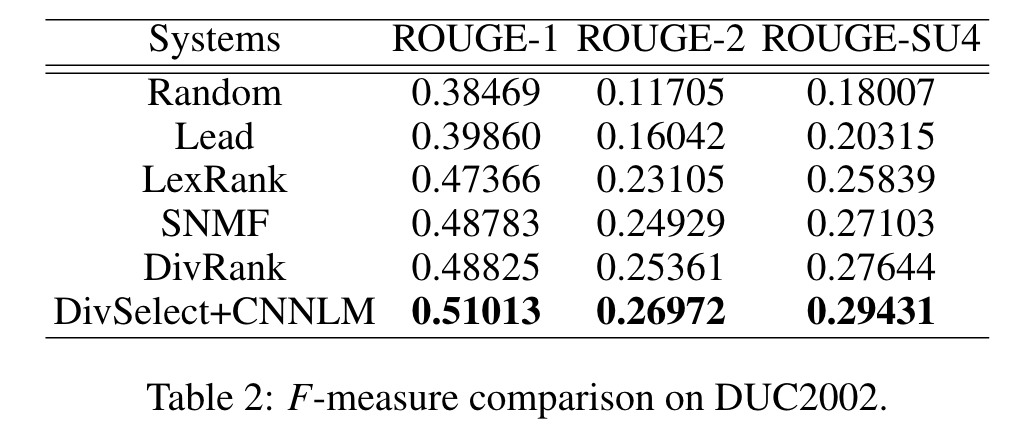 Systems ROUGE-1 ROUGE-2 ROUGE-SU4
Random 0.38469 0.11705 0.18007
Lead 0.39860 0.16042 0.20315
LexRank 0.47366 0.23105 0.25839
SNMF 0.48783 0.24929 0.27103
DivRank 0.48825 0.25361 0.27644
DivSelect+CNNLM 0.51013 0.26972 0.29431
Table 2: F-measure comparison on DUC2002.